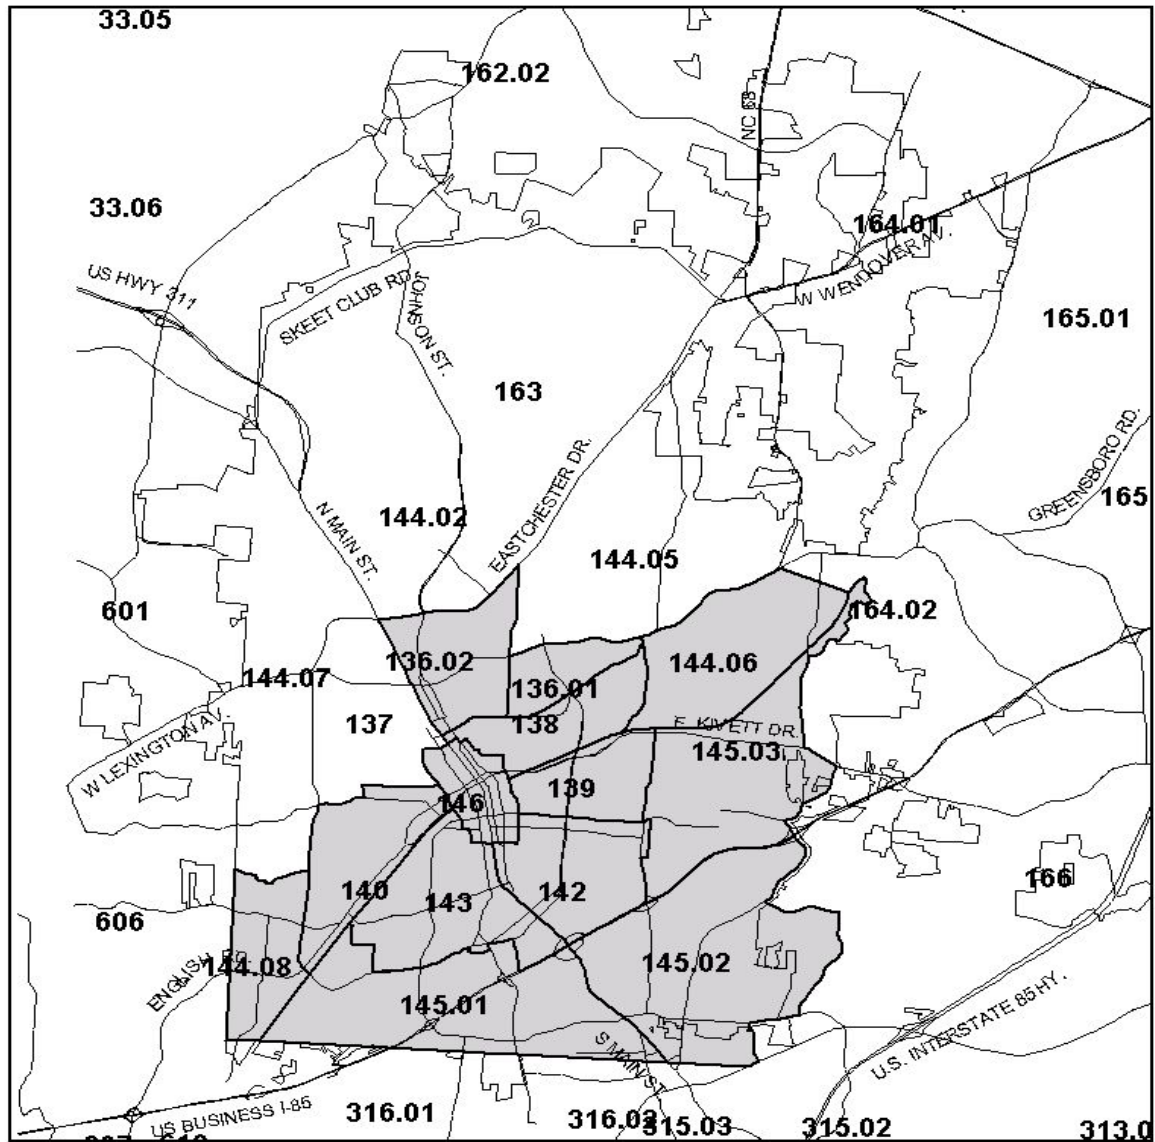 33.05
162.02
NC 68
33.06
164.01
W WENDOVER AV.
US HWY 311
SKEET CLUB RD.
JOHNSON ST.
165.01
163
GREENSBORO RD.
165
EASTCHESTER DR.
N MAIN ST.
144.02
144.05
601
164.02
136.02
144.06
144.07
136.01
137
138
E. KIVETT DR.
145.03
W LEXINGTON AV.
146
139
140
143
142
166
606
ENGLISH RD.
144.08
145.02
145.01
S MAIN ST.
U.S. INTERSTATE 85 HY.
US BUSINESS I-85
316.01
315.03
315.02
313.0